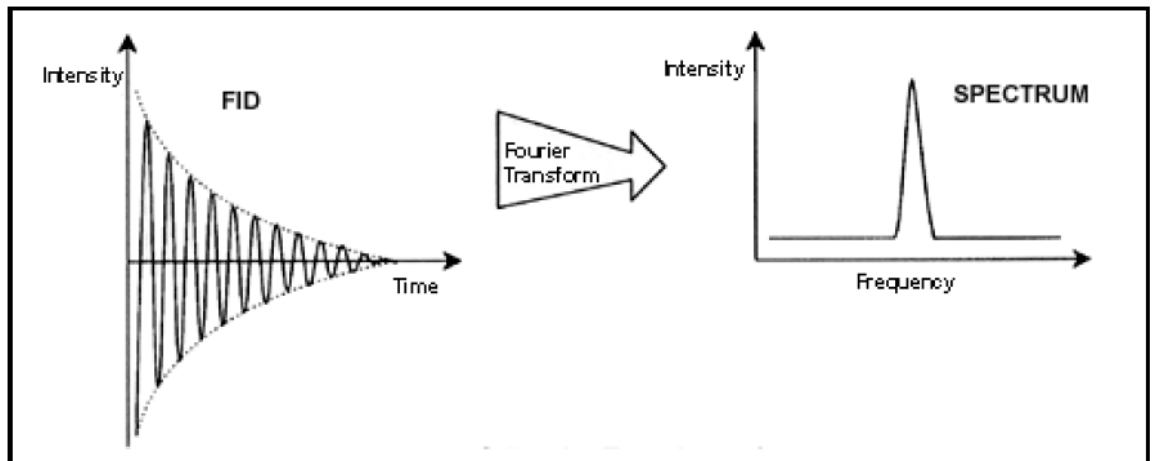 Intensity
FID
Time
Fourier
Transform
Intensity
SPECTRUM
Frequency